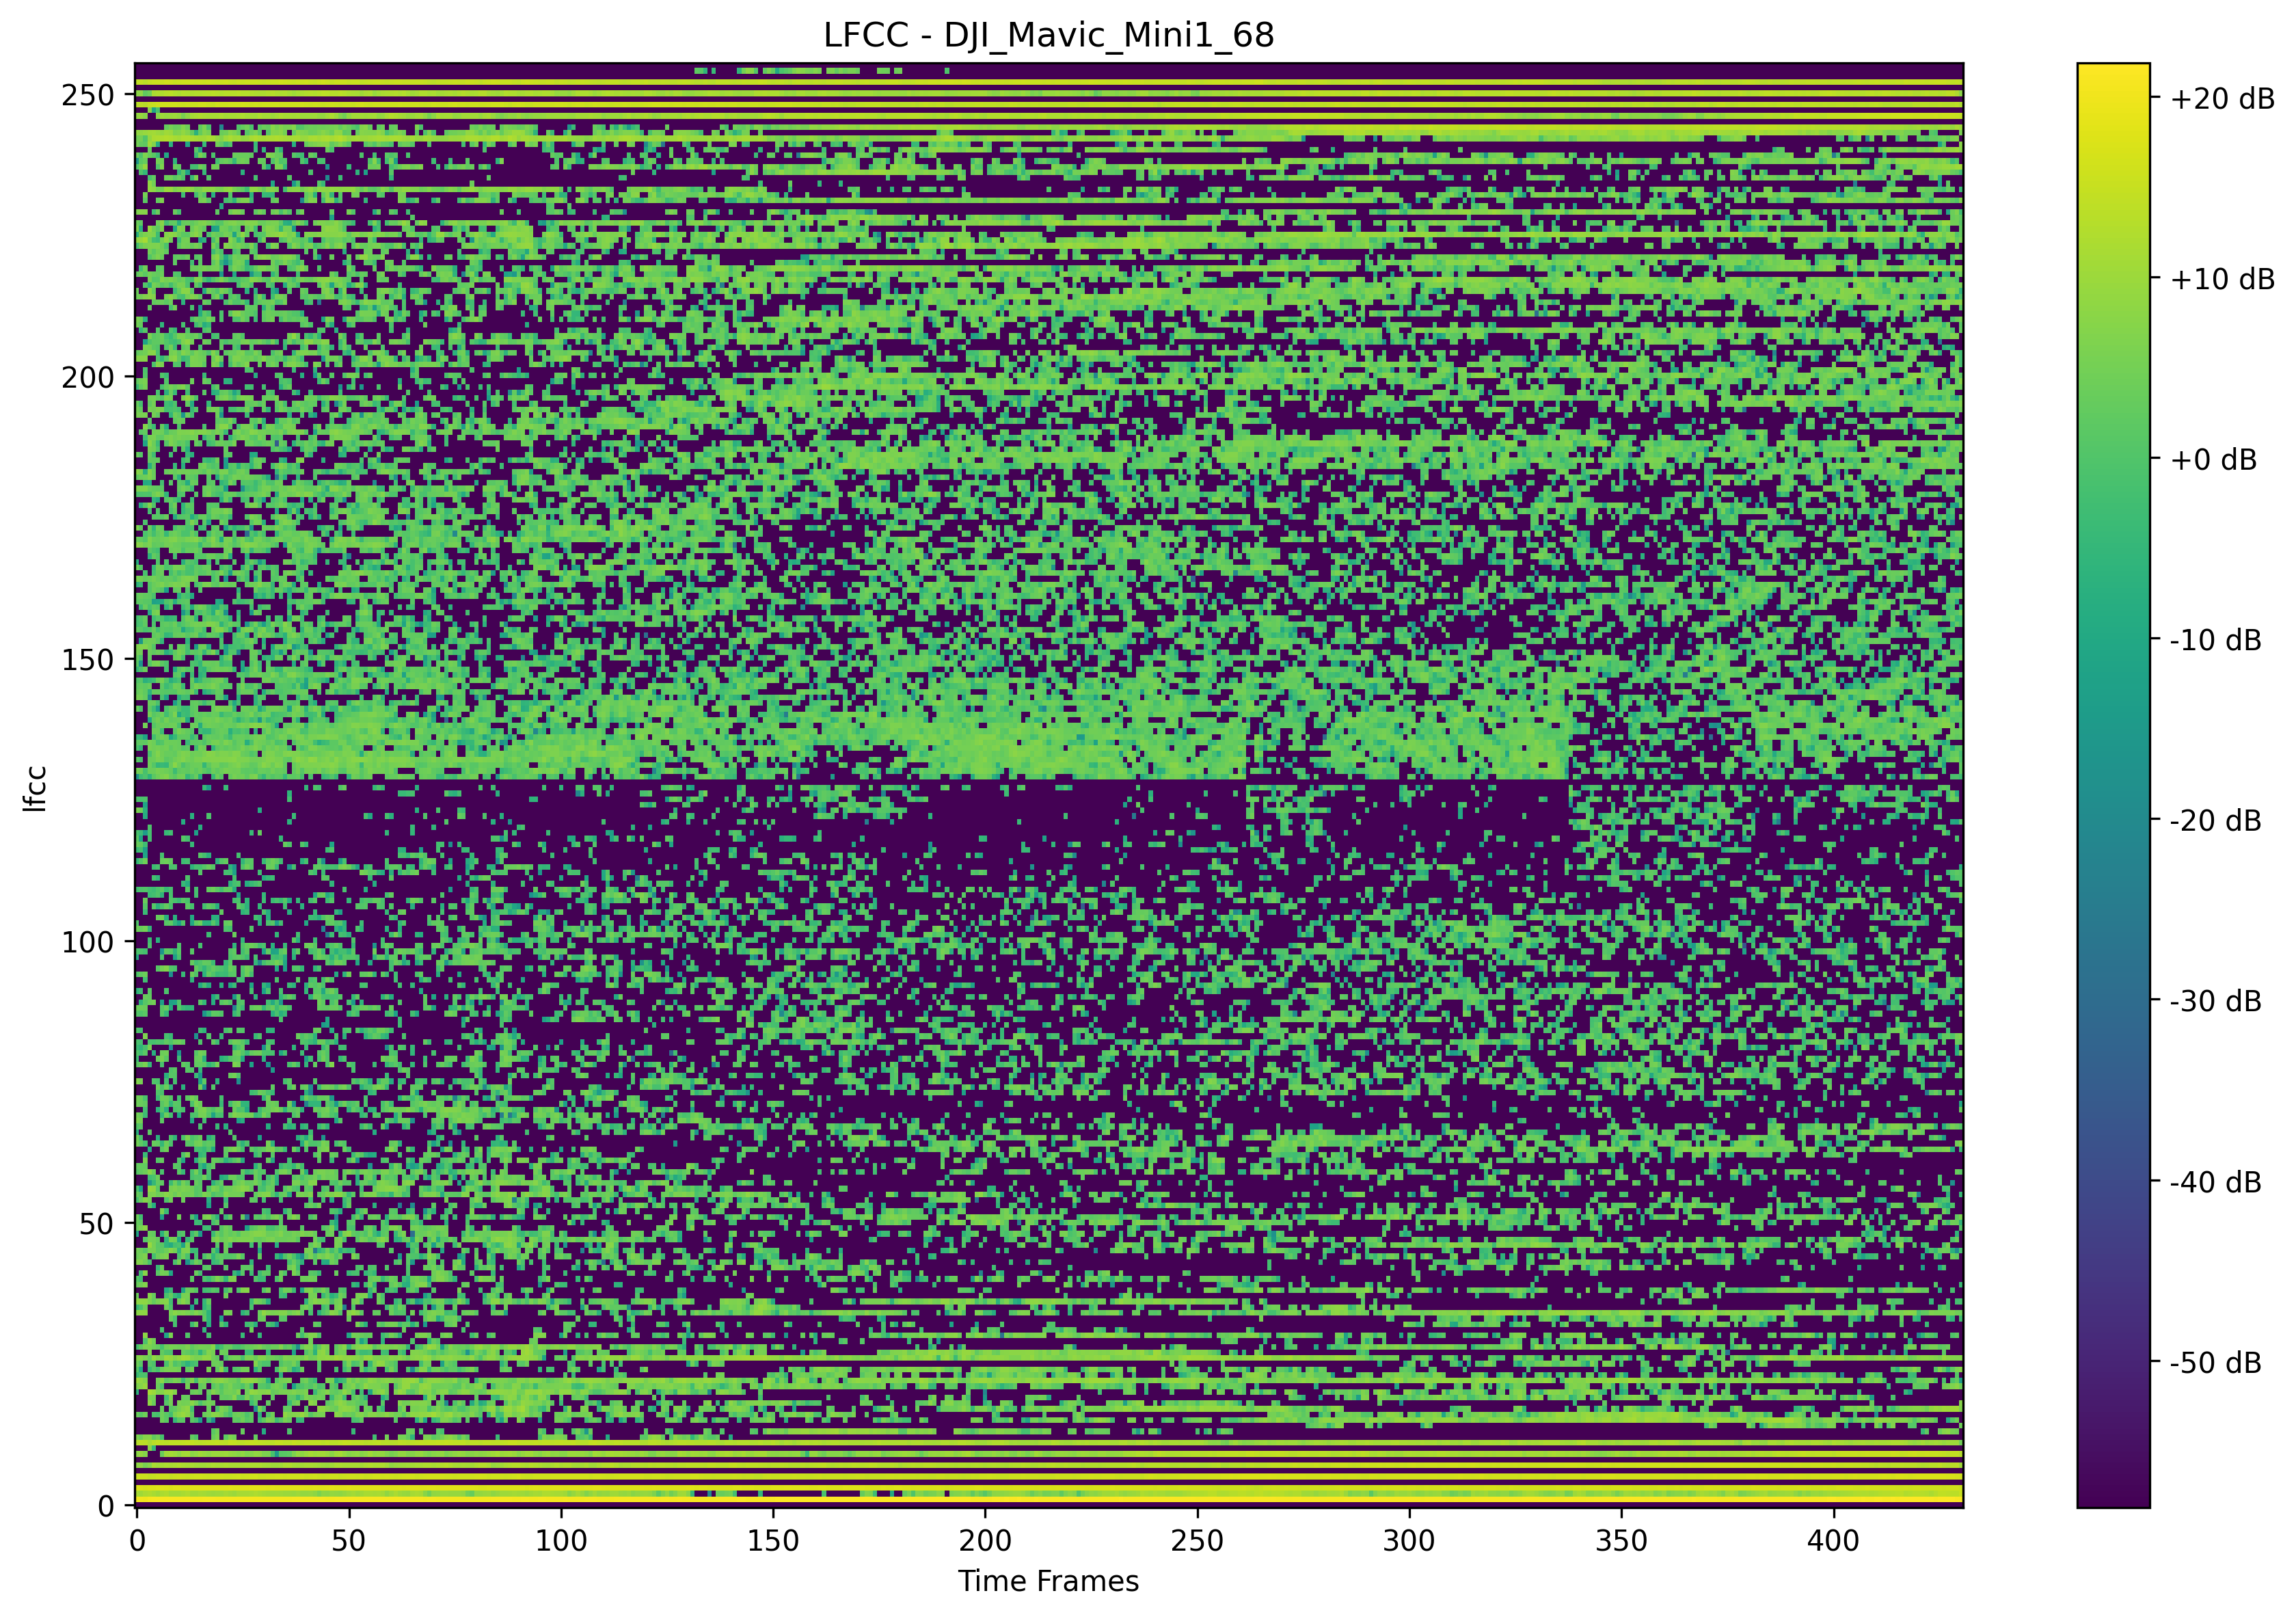 LFCC - DJI_Mavic_Mini1_68
250
200
150
100
50
0
lfcc
0 50 100 150 200 250 300 350 400
Time Frames
+20 dB
+10 dB
+0 dB
-10 dB
-20 dB
-30 dB
-40 dB
-50 dB